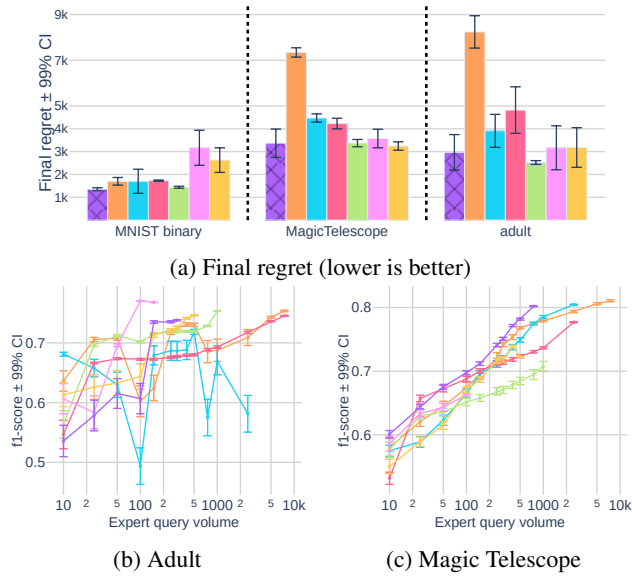 Final regret ± 99% CI
9k
7k
5k
4k
3k
2k
1k
MNIST binary
MagicTelescope
adult
(a) Final regret (lower is better)
f1-score ± 99% CI
0.7
0.6
0.5
10 2 5 100 2 5 1000 2 5 10k
Expert query volume
(b) Adult
f1-score ± 99% CI
0.8
0.7
0.6
10 2 5 100 2 5 1000 2 5 10k
Expert query volume
(c) Magic Telescope